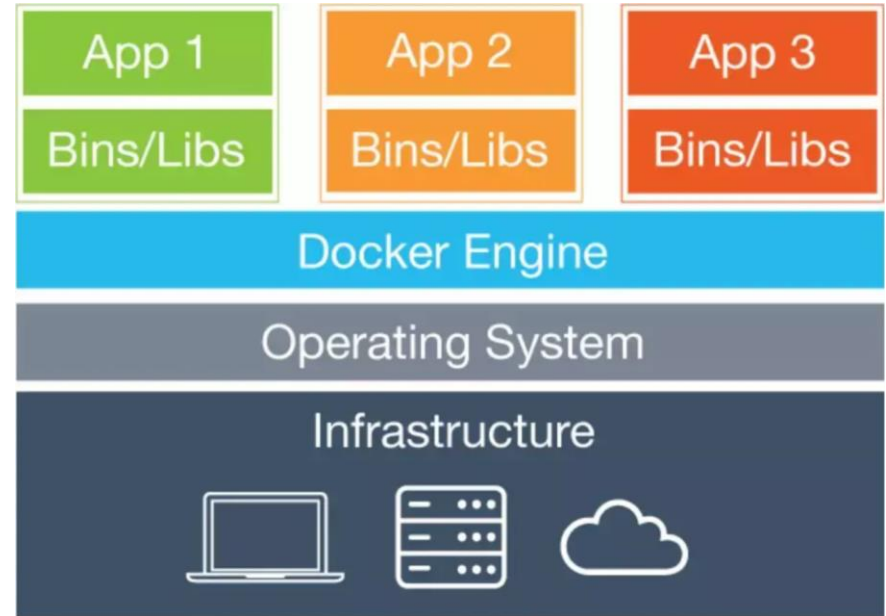 App 1
App 2
App 3
Bins/Libs
Bins/Libs
Bins/Libs
Docker Engine
Operating System
Infrastructure